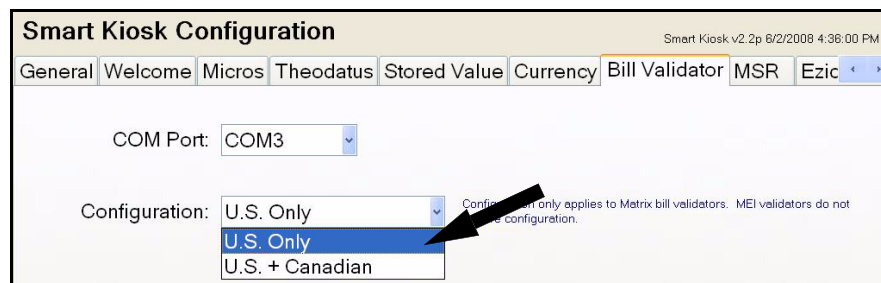 Smart Kiosk Configuration
Smart Kiosk v2.2p 6/2/2008 4:36:00 PM
General Welcome Micros Theodatus Stored Value Currency Bill Validator MSR Ezic
COM Port: COM3
Configuration: U.S. Only
only applies to Matrix bill validators. MEI validators do not
configuration.
U.S. Only
U.S. + Canadian